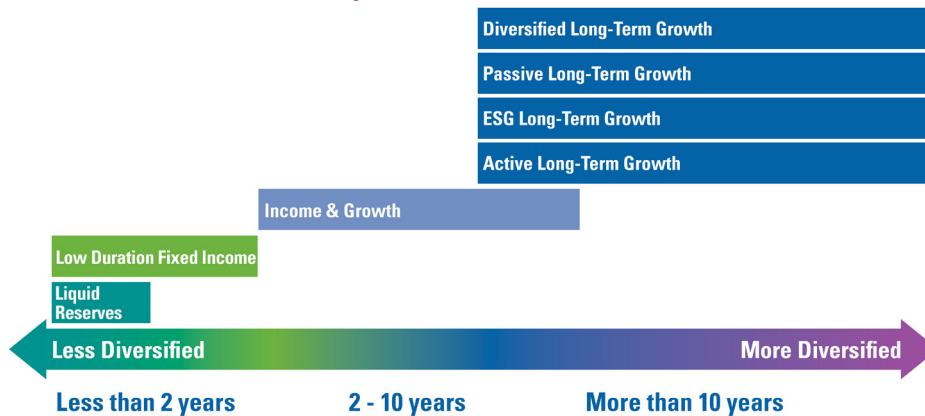 Diversified Long-Term Growth
Passive Long-Term Growth
ESG Long-Term Growth
Active Long-Term Growth
Income & Growth
Low Duration Fixed Income
Liquid
Reserves
Less Diversified
More Diversified
Less than 2 years
2 - 10 years
More than 10 years